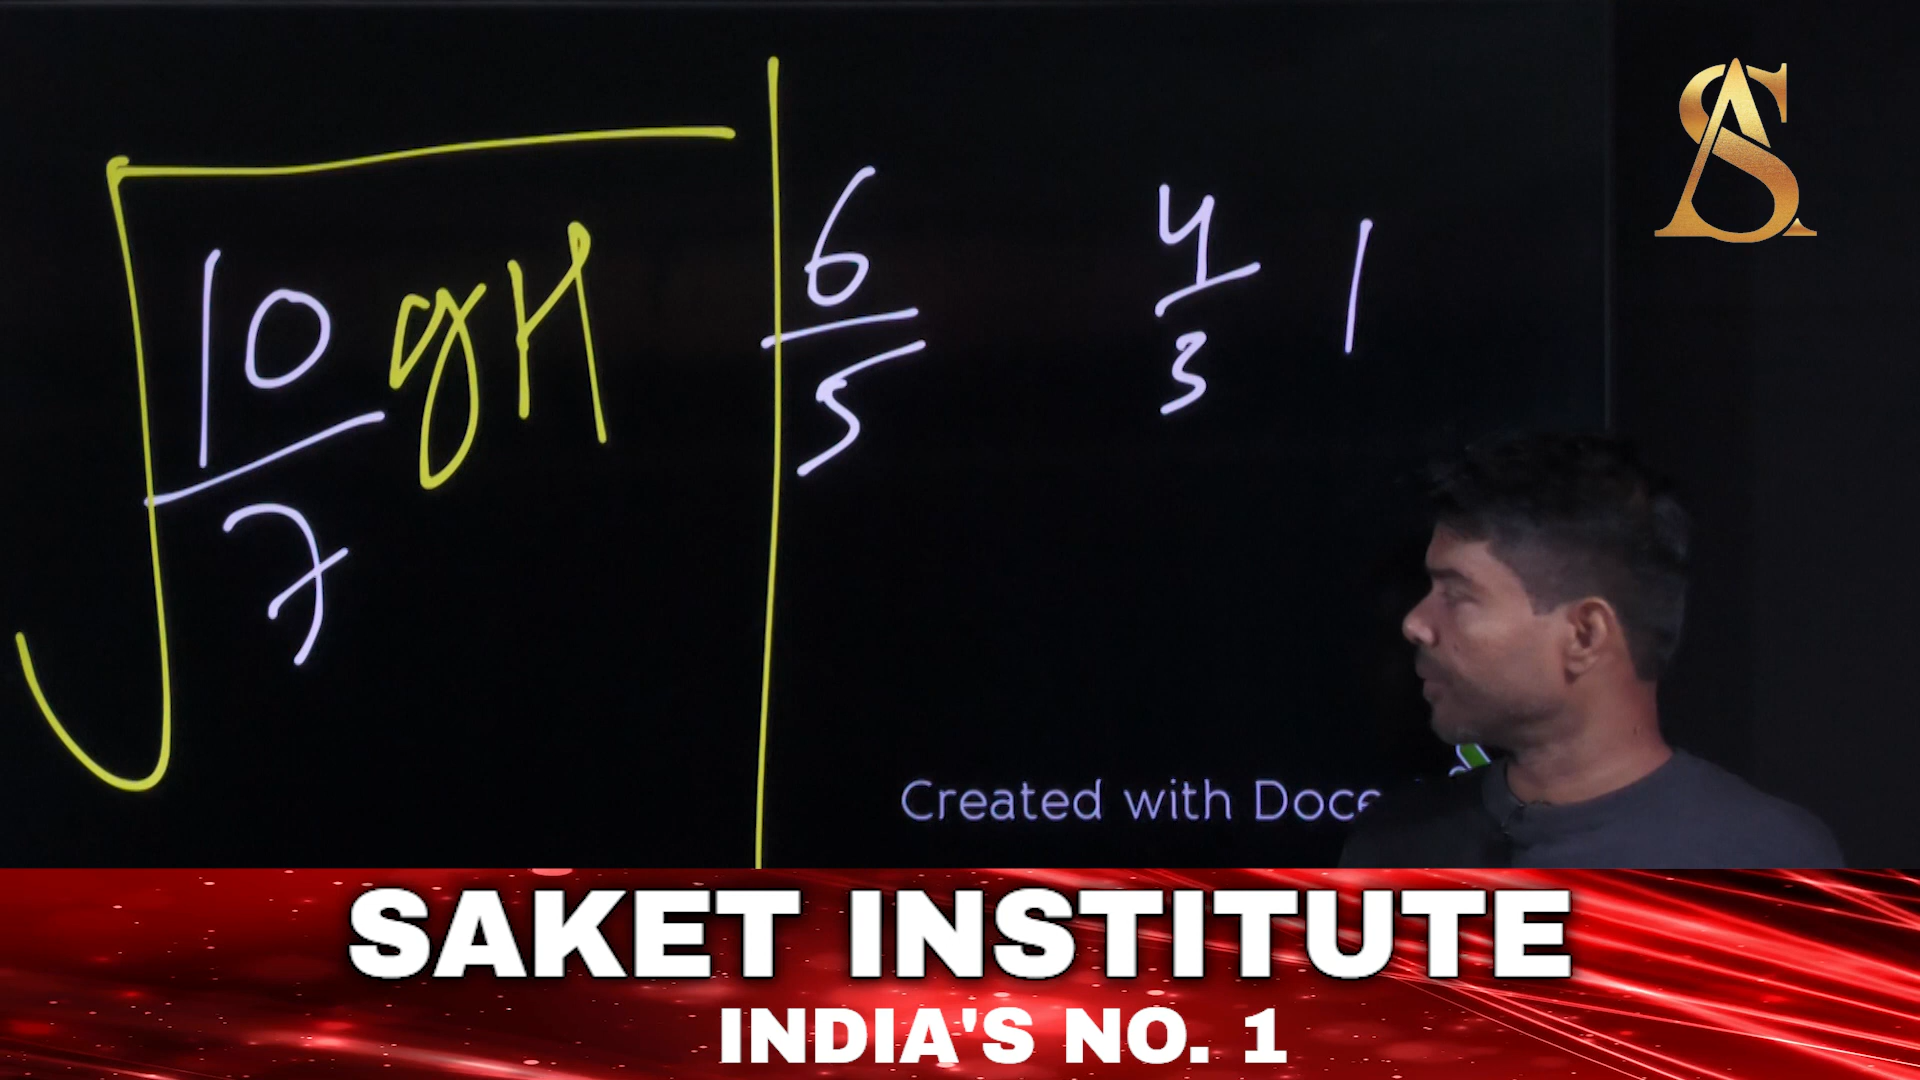 √(10/7 gH) 6/5 4/3 1
Created with Doce
SAKET INSTITUTE
INDIA'S NO. 1